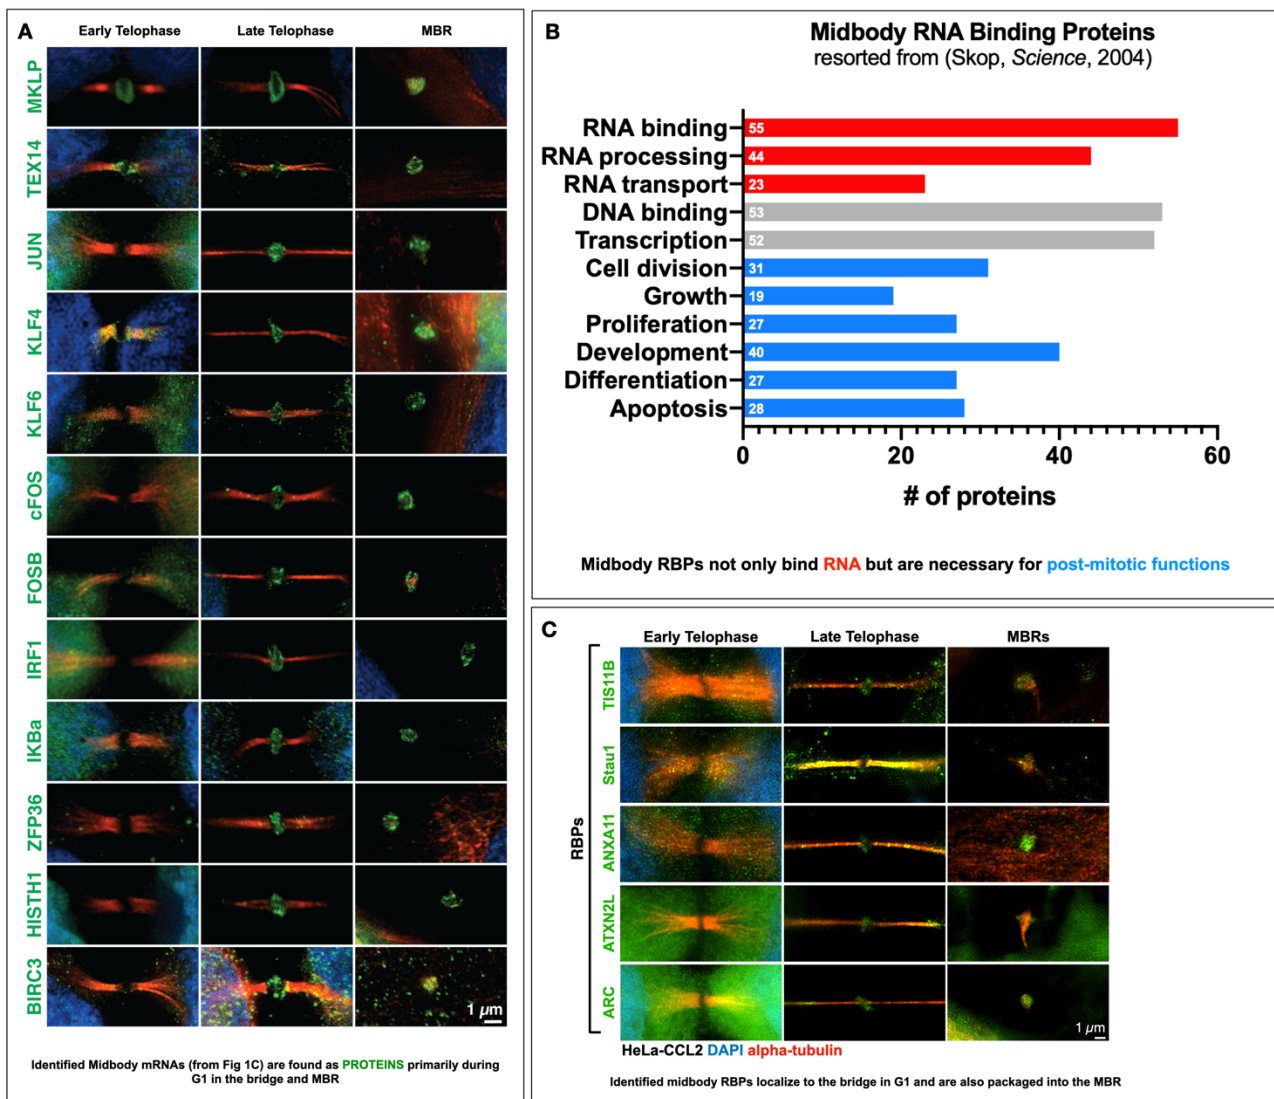 A
Early Telophase
Late Telophase
MBR
MKLP
TEX14
JUN
KLF4
KLF6
cFOS
FOSB
IRF1
IKBa
ZFP36
HISTH1
BIRC3
1 µm
Identified Midbody mRNAs (from Fig 1C) are found as PROTEINS primarily during
G1 in the bridge and MBR
B
Midbody RNA Binding Proteins
resorted from (Skop, Science, 2004)
RNA binding 55
RNA processing 44
RNA transport 23
DNA binding 53
Transcription 52
Cell division 31
Growth 19
Proliferation 27
Development 40
Differentiation 27
Apoptosis 28
0 20 40 60
# of proteins
Midbody RBPs not only bind RNA but are necessary for post-mitotic functions
C
Early Telophase
Late Telophase
MBRs
RBPs
TIS11B
Stau1
ANXA11
ATXN2L
ARC
1 µm
HeLa-CCL2 DAPI alpha-tubulin
Identified midbody RBPs localize to the bridge in G1 and are also packaged into the MBR